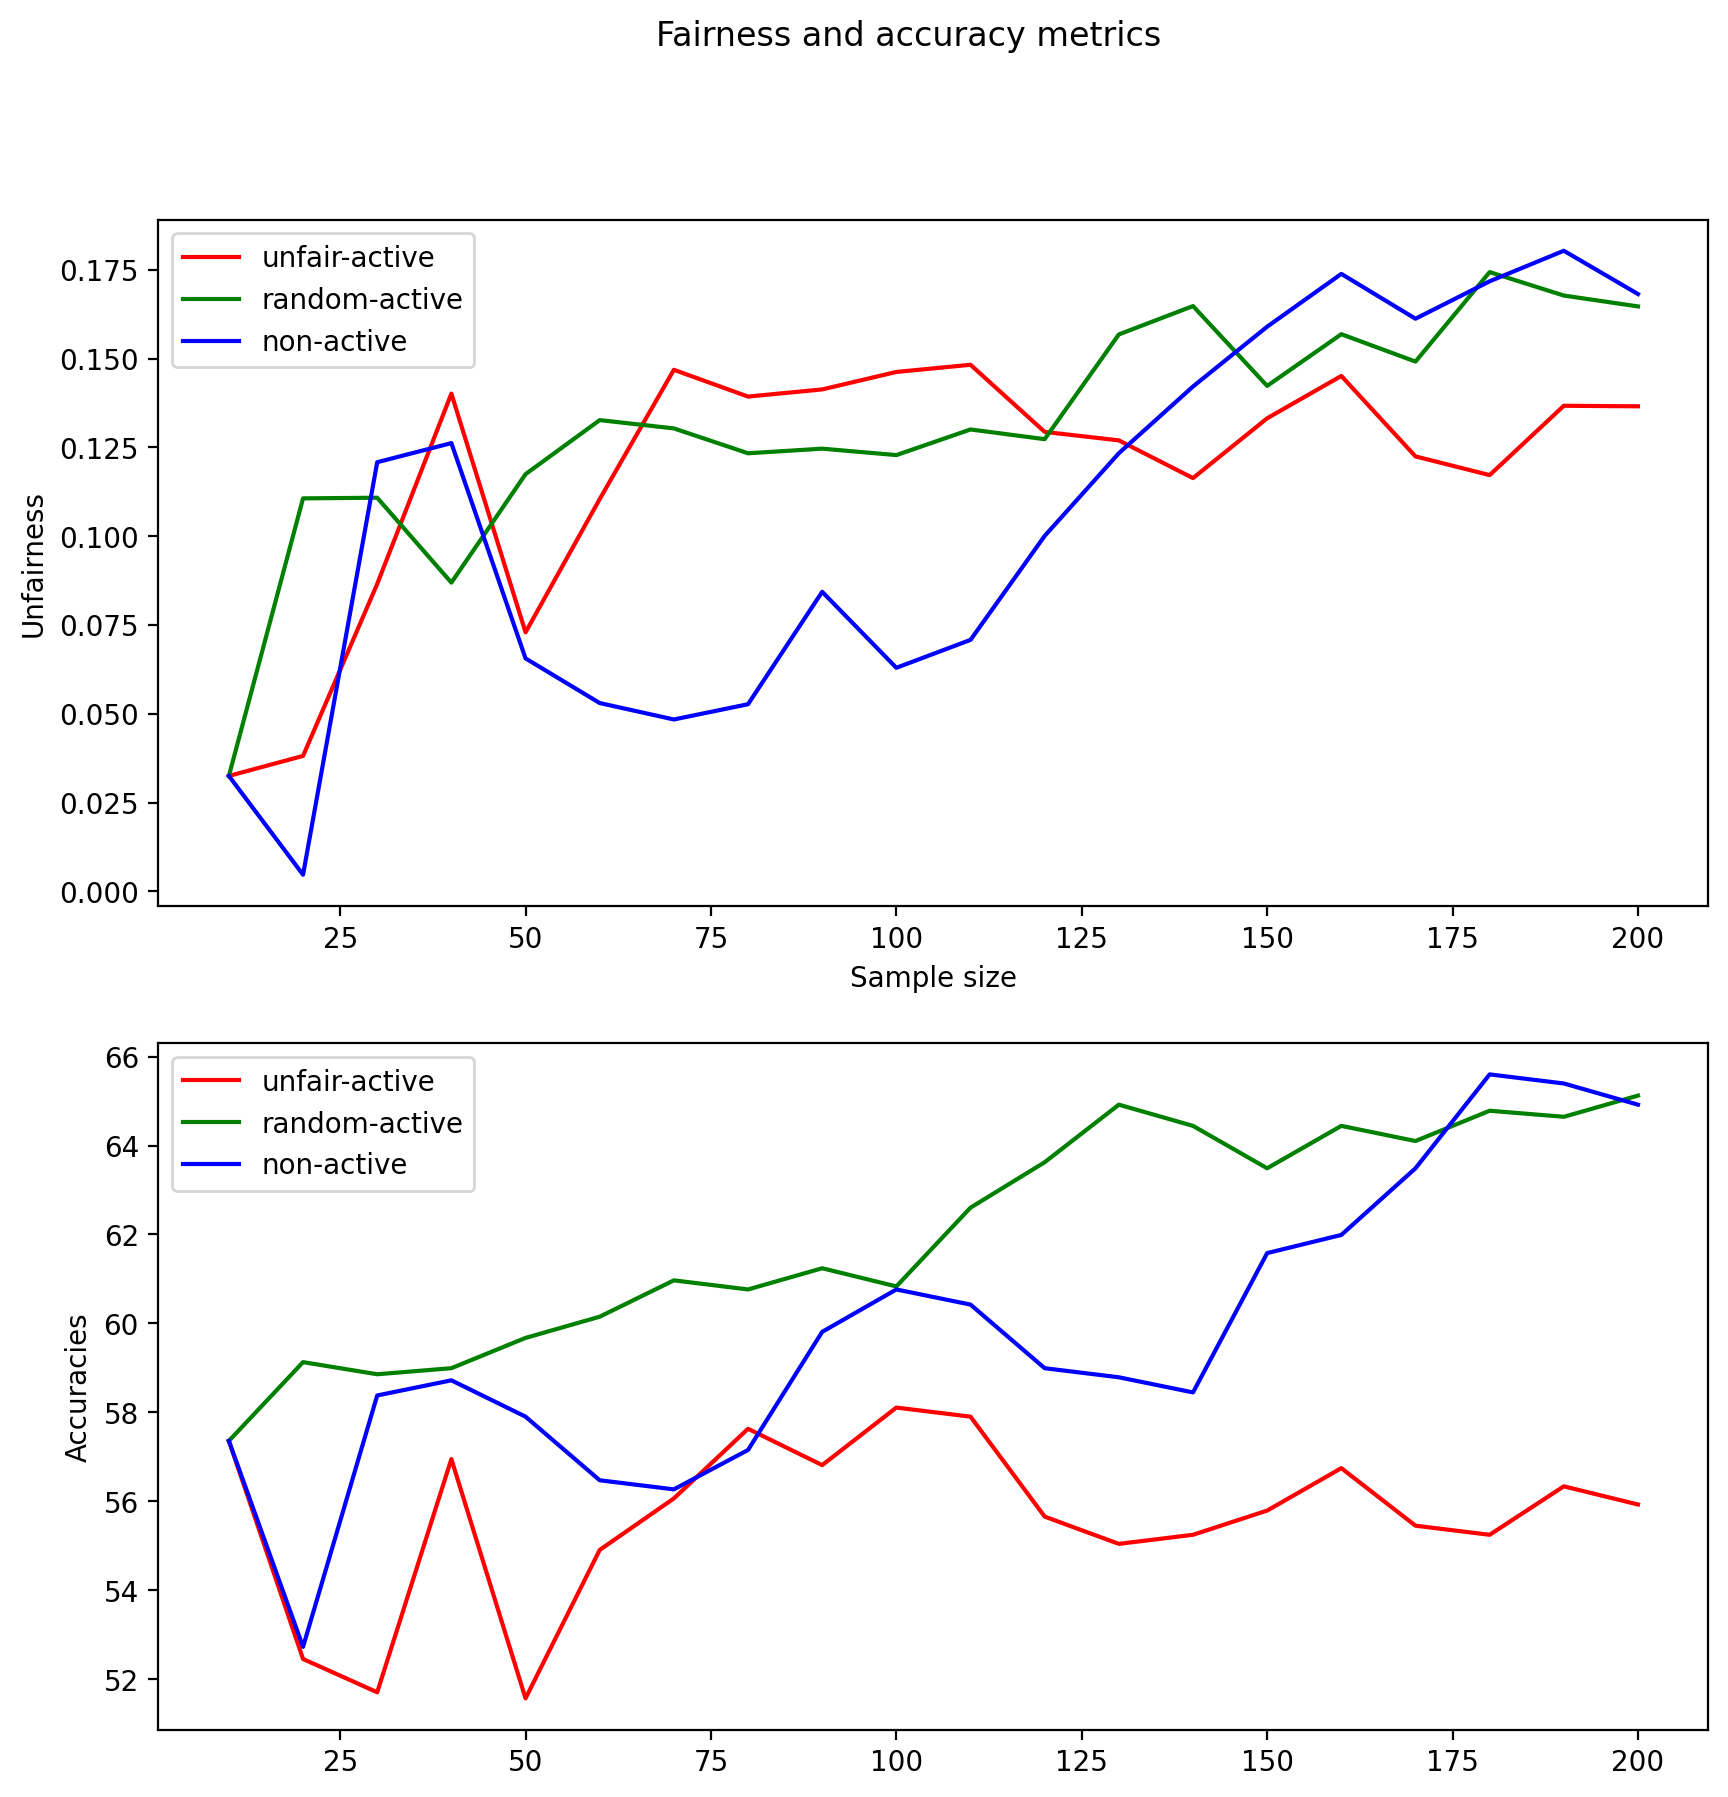 Fairness and accuracy metrics
unfair-active
random-active
non-active
0.175
0.150
0.125
0.100
0.075
0.050
0.025
0.000
Unfairness
25 50 75 100 125 150 175 200
Sample size
unfair-active
random-active
non-active
66
64
62
60
58
56
54
52
Accuracies
25 50 75 100 125 150 175 200